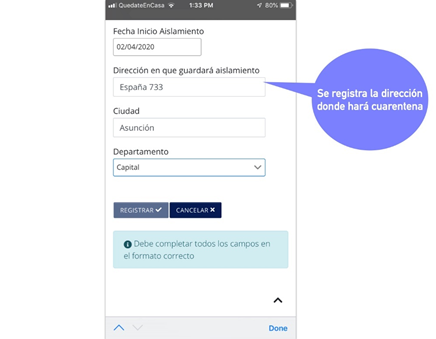 QuedateEnCasa 1:33 PM 80%
Fecha Inicio Aislamiento
02/04/2020
Dirección en que guardará aislamiento
España 733
Se registra la dirección
donde hará cuarentena
Ciudad
Asunción
Departamento
Capital
REGISTRAR CANCELAR
Debe completar todos los campos en
el formato correcto
Done